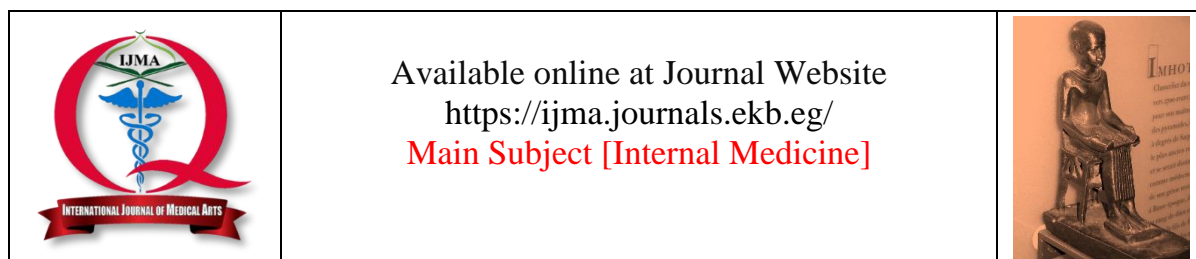 IJMA
INTERNATIONAL JOURNAL OF MEDICAL ARTS
Available online at Journal Website
https://ijma.journals.ekb.eg/
Main Subject [Internal Medicine]
IMHOT